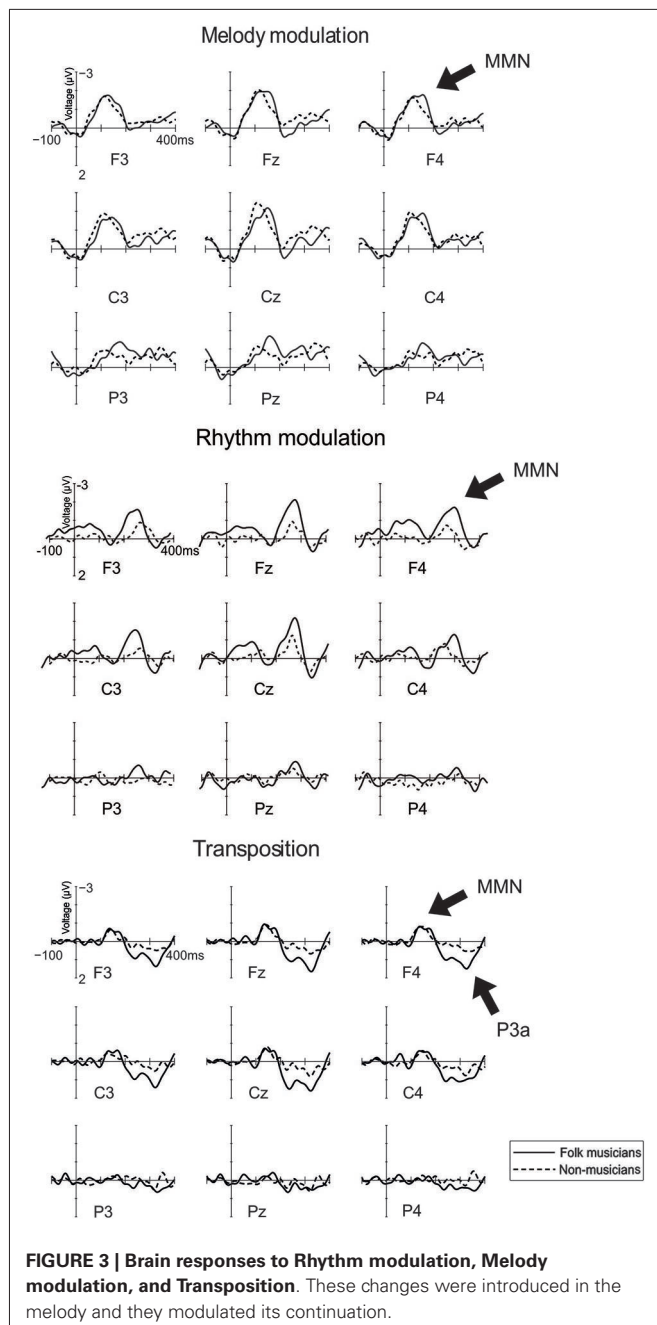 Melody modulation
-3
Voltage (μV)
MMN
-100
400ms
F3
Fz
F4
2
C3
Cz
C4
P3
Pz
P4
Rhythm modulation
-3
Voltage (μV)
MMN
-100
400ms
F3
Fz
F4
2
C3
Cz
C4
P3
Pz
P4
Transposition
-3
Voltage (μV)
MMN
-100
400ms
F3
Fz
F4
2
P3a
C3
Cz
C4
Folk musicians
Non-musicians
P3
Pz
P4
FIGURE 3 | Brain responses to Rhythm modulation, Melody
modulation, and Transposition. These changes were introduced in the
melody and they modulated its continuation.